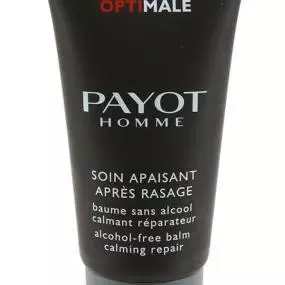 OPTIMALE
PAYOT
HOMME
SOIN APAISANT
APRÈS RASAGE
baume sans alcool
calmant réparateur
alcohol-free balm
calming repair